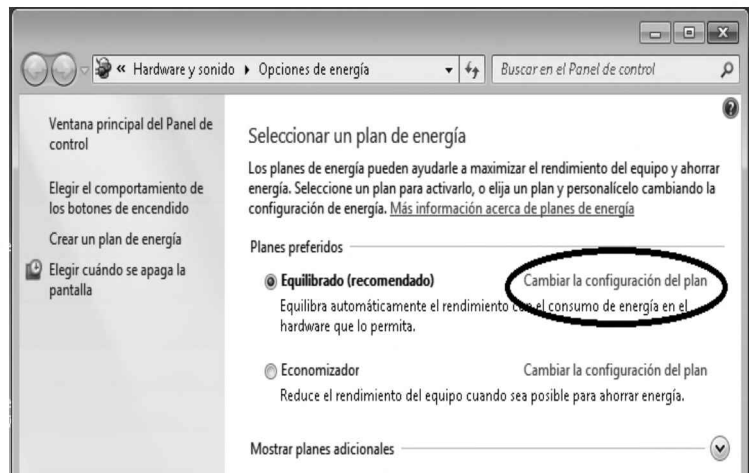 « Hardware y sonido ▸ Opciones de energía
Buscar en el Panel de control
Ventana principal del Panel de
control
Elegir el comportamiento de
los botones de encendido
Crear un plan de energía
Elegir cuándo se apaga la
pantalla
Seleccionar un plan de energía
Los planes de energía pueden ayudarle a maximizar el rendimiento del equipo y ahorrar
energía. Seleccione un plan para activarlo, o elija un plan y personalícelo cambiando la
configuración de energía. Más información acerca de planes de energía
Planes preferidos
Equilibrado (recomendado) Cambiar la configuración del plan
Equilibra automáticamente el rendimiento con el consumo de energía en el
hardware que lo permita.
Economizador Cambiar la configuración del plan
Reduce el rendimiento del equipo cuando sea posible para ahorrar energía.
Mostrar planes adicionales